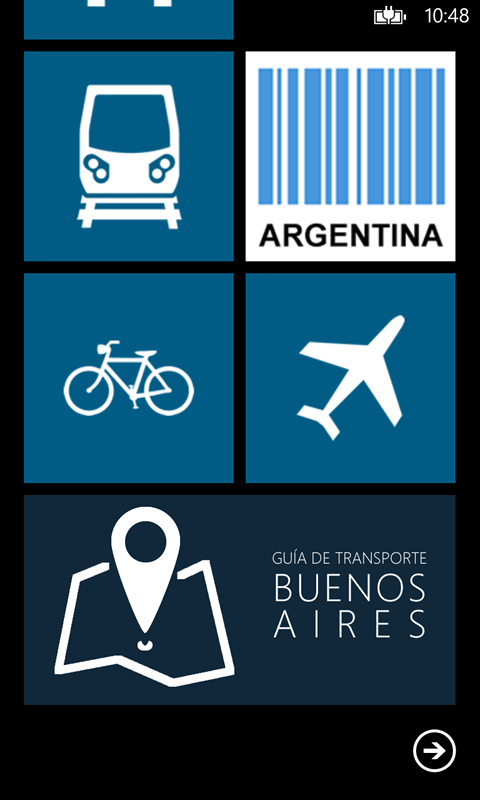 10:48
ARGENTINA
GUÍA DE TRANSPORTE
BUENOS
AIRES